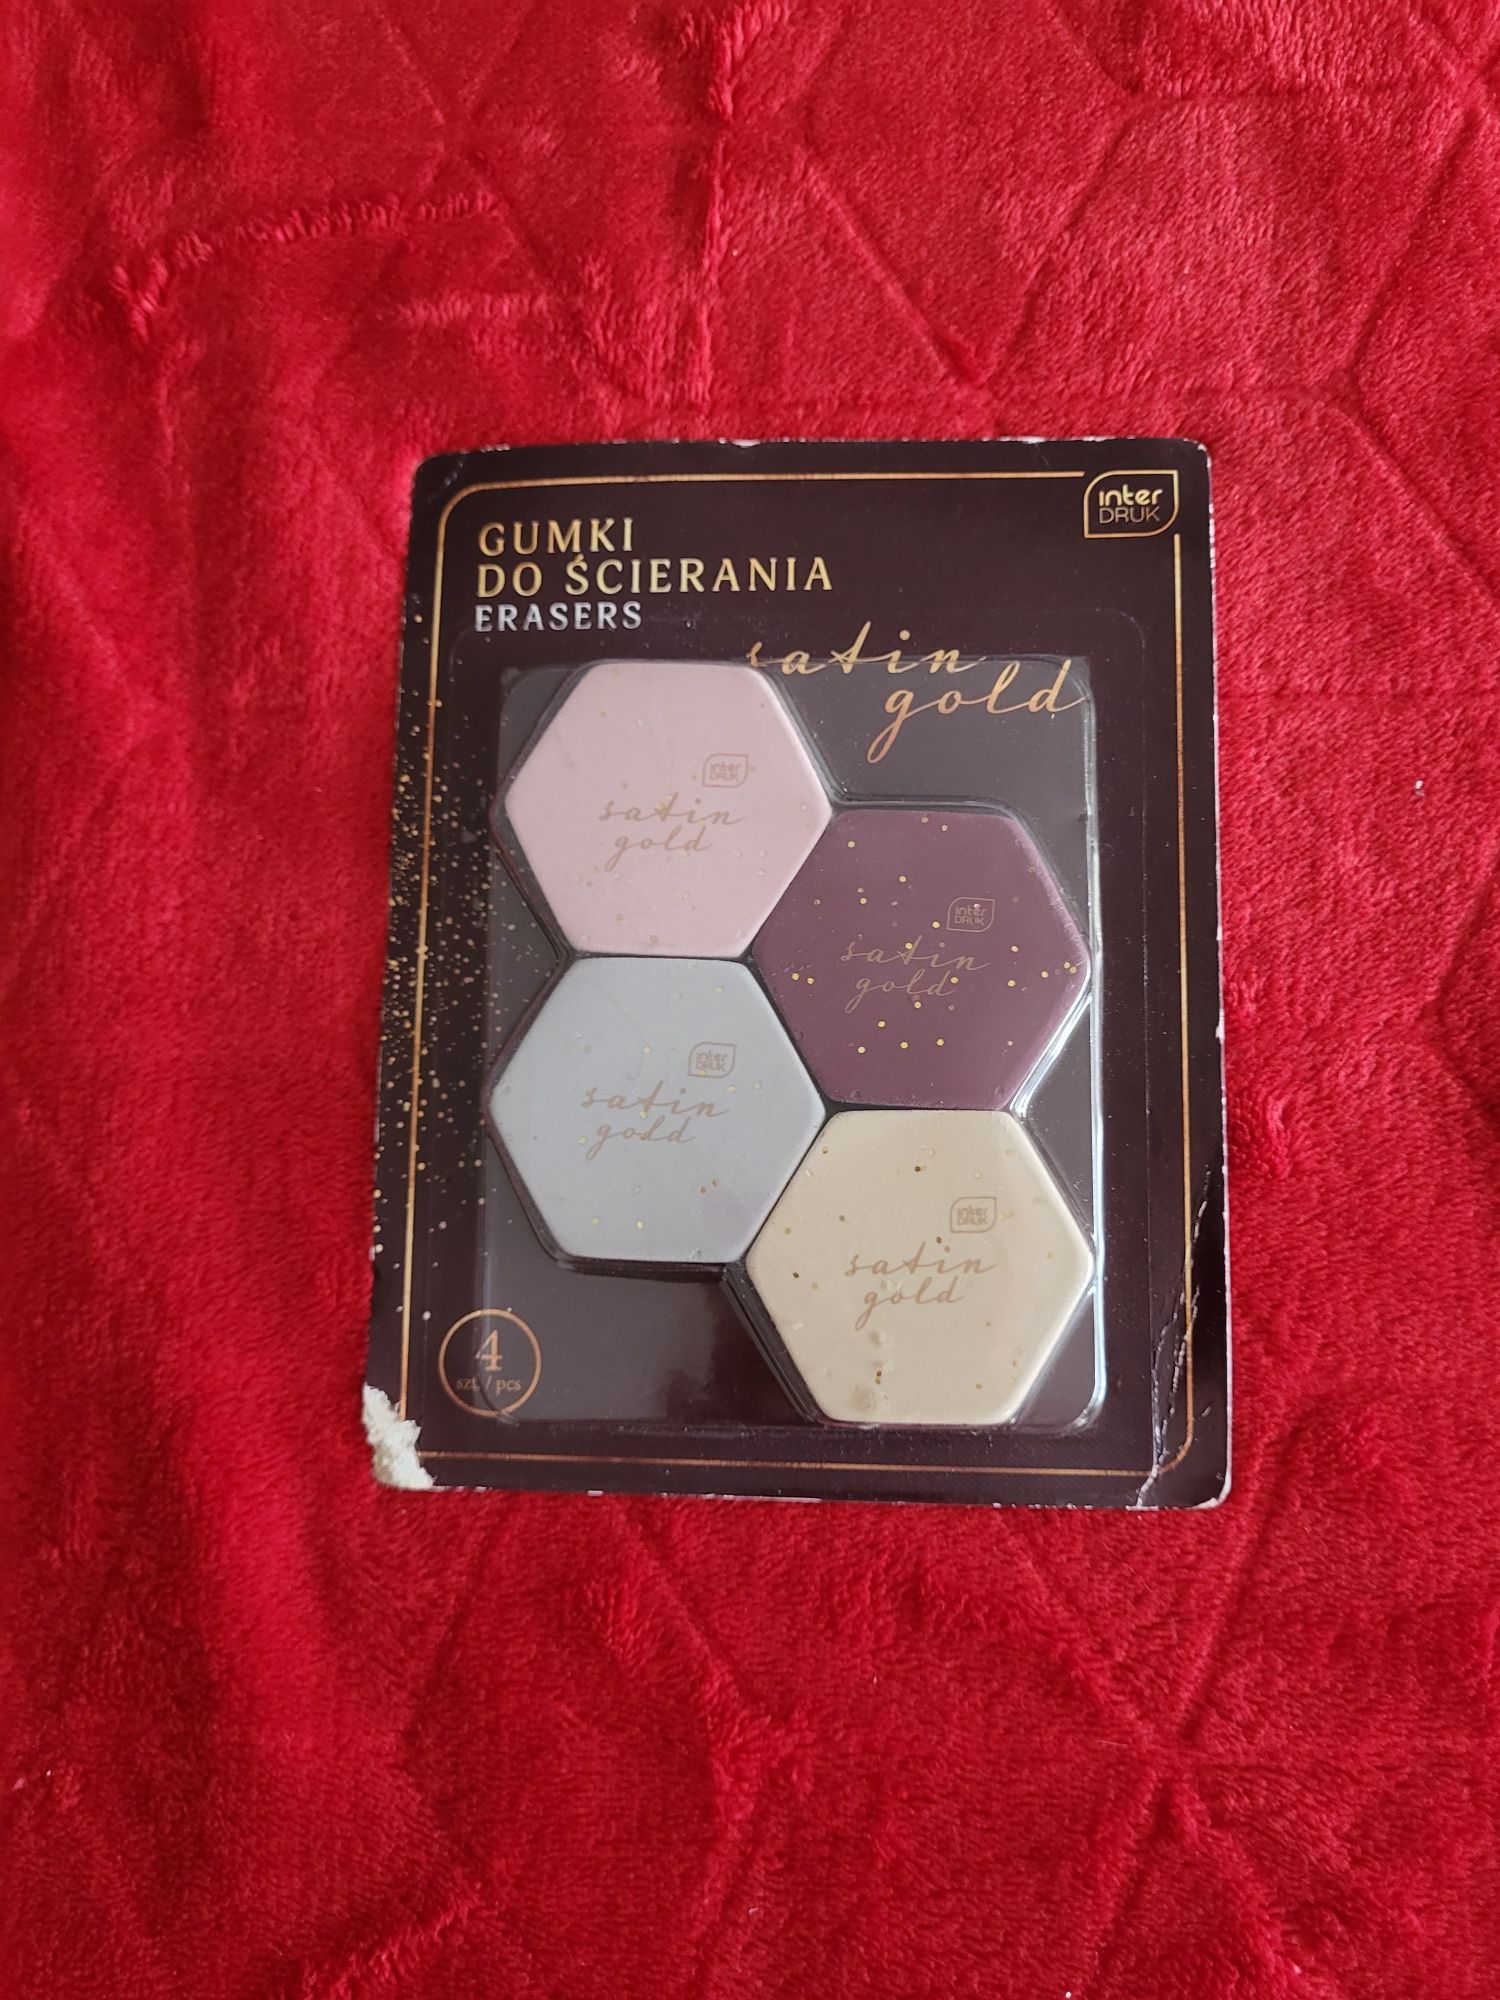 inter
DRUK
GUMKI
DO ŚCIERANIA
ERASERS
satin
gold
inter
DRUK
satin
gold
inter
DRUK
satin
gold
inter
DRUK
satin
gold
inter
DRUK
satin
gold
4
szt. / pcs